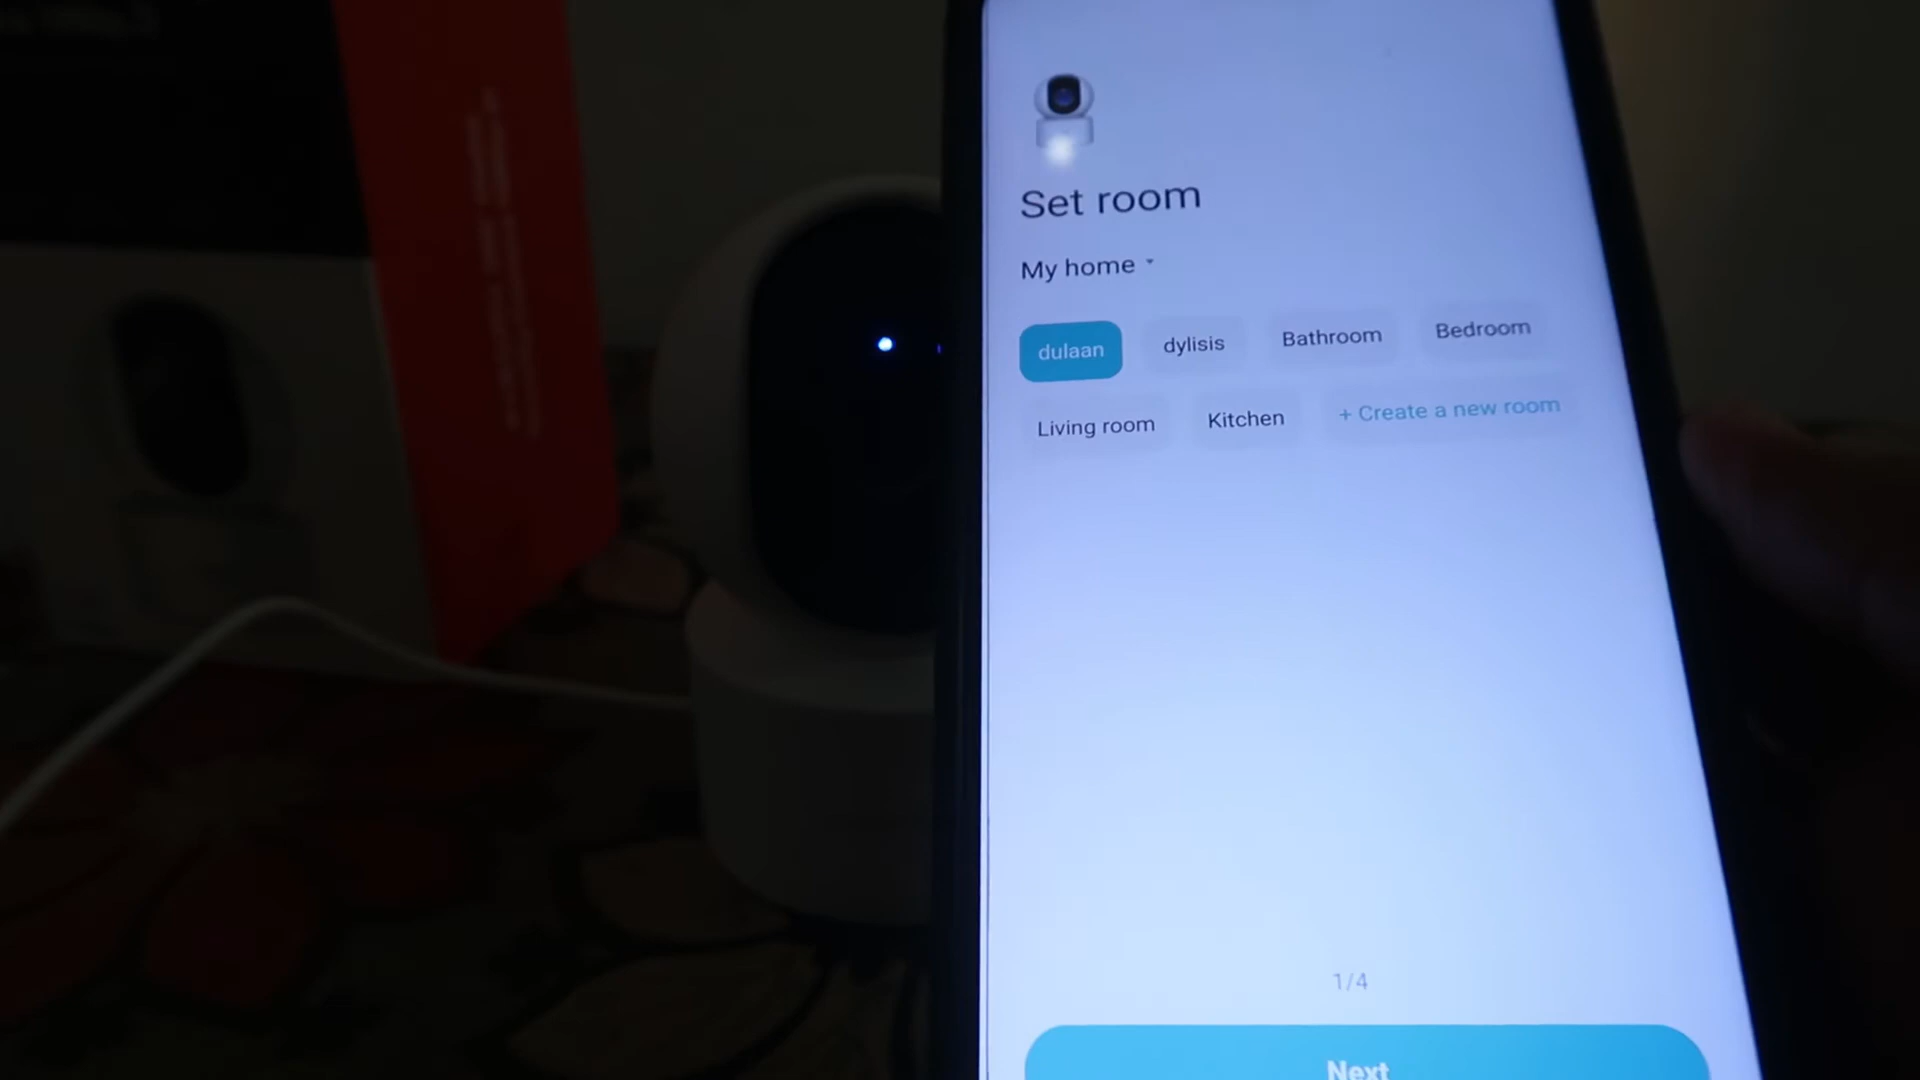 Set room
My home
dulaan dylisis Bathroom Bedroom
Living room Kitchen + Create a new room
1/4
Next